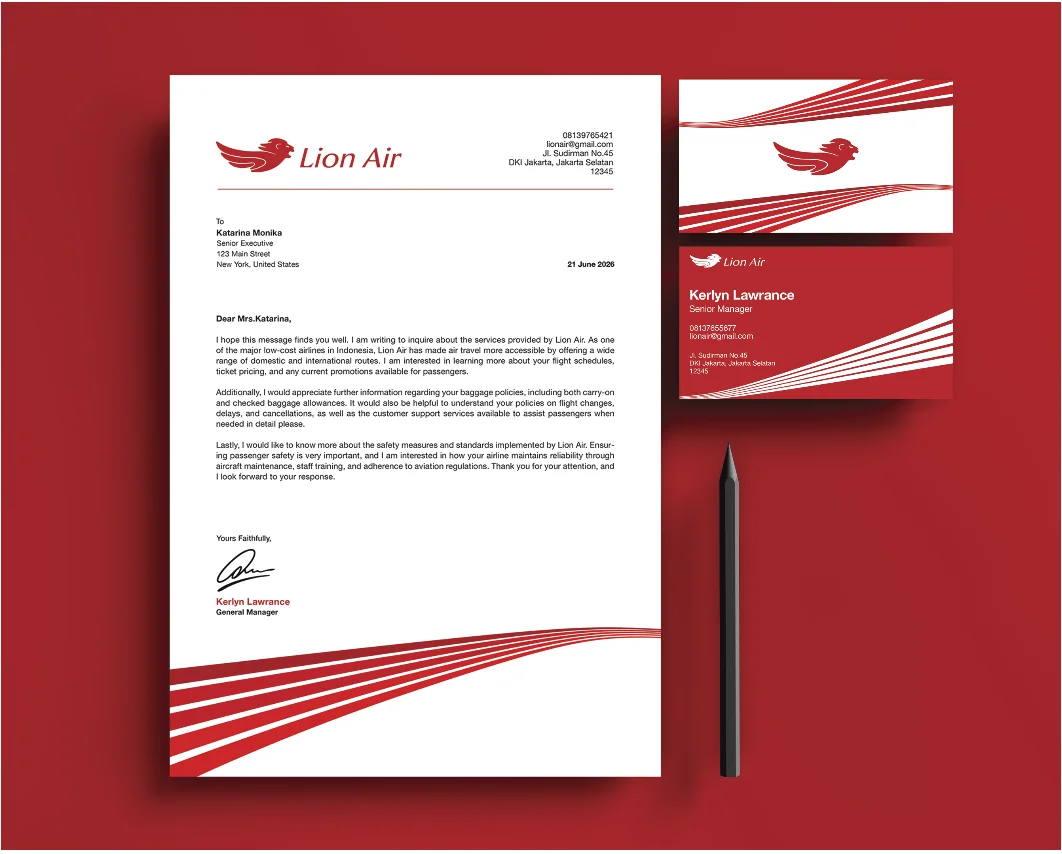 Lion Air
08139765421
lionair@gmail.com
Jl. Sudirman No.45
DKI Jakarta, Jakarta Selatan
12345
To
Katarina Monika
Senior Executive
123 Main Street
New York, United States
21 June 2026
Dear Mrs.Katarina,
I hope this message finds you well. I am writing to inquire about the services provided by Lion Air. As one
of the major low-cost airlines in Indonesia, Lion Air has made air travel more accessible by offering a wide
range of domestic and international routes. I am interested in learning more about your flight schedules,
ticket pricing, and any current promotions available for passengers.
Additionally, I would appreciate further information regarding your baggage policies, including both carry-on
and checked baggage allowances. It would also be helpful to understand your policies on flight changes,
delays, and cancellations, as well as the customer support services available to assist passengers when
needed in detail please.
Lastly, I would like to know more about the safety measures and standards implemented by Lion Air. Ensur-
ing passenger safety is very important, and I am interested in how your airline maintains reliability through
aircraft maintenance, staff training, and adherence to aviation regulations. Thank you for your attention, and
I look forward to your response.
Yours Faithfully,
Kerlyn Lawrance
General Manager
Lion Air
Kerlyn Lawrance
Senior Manager
08137655677
lionair@gmail.com
Jl. Sudirman No.45
DKI Jakarta, Jakarta Selatan
12345